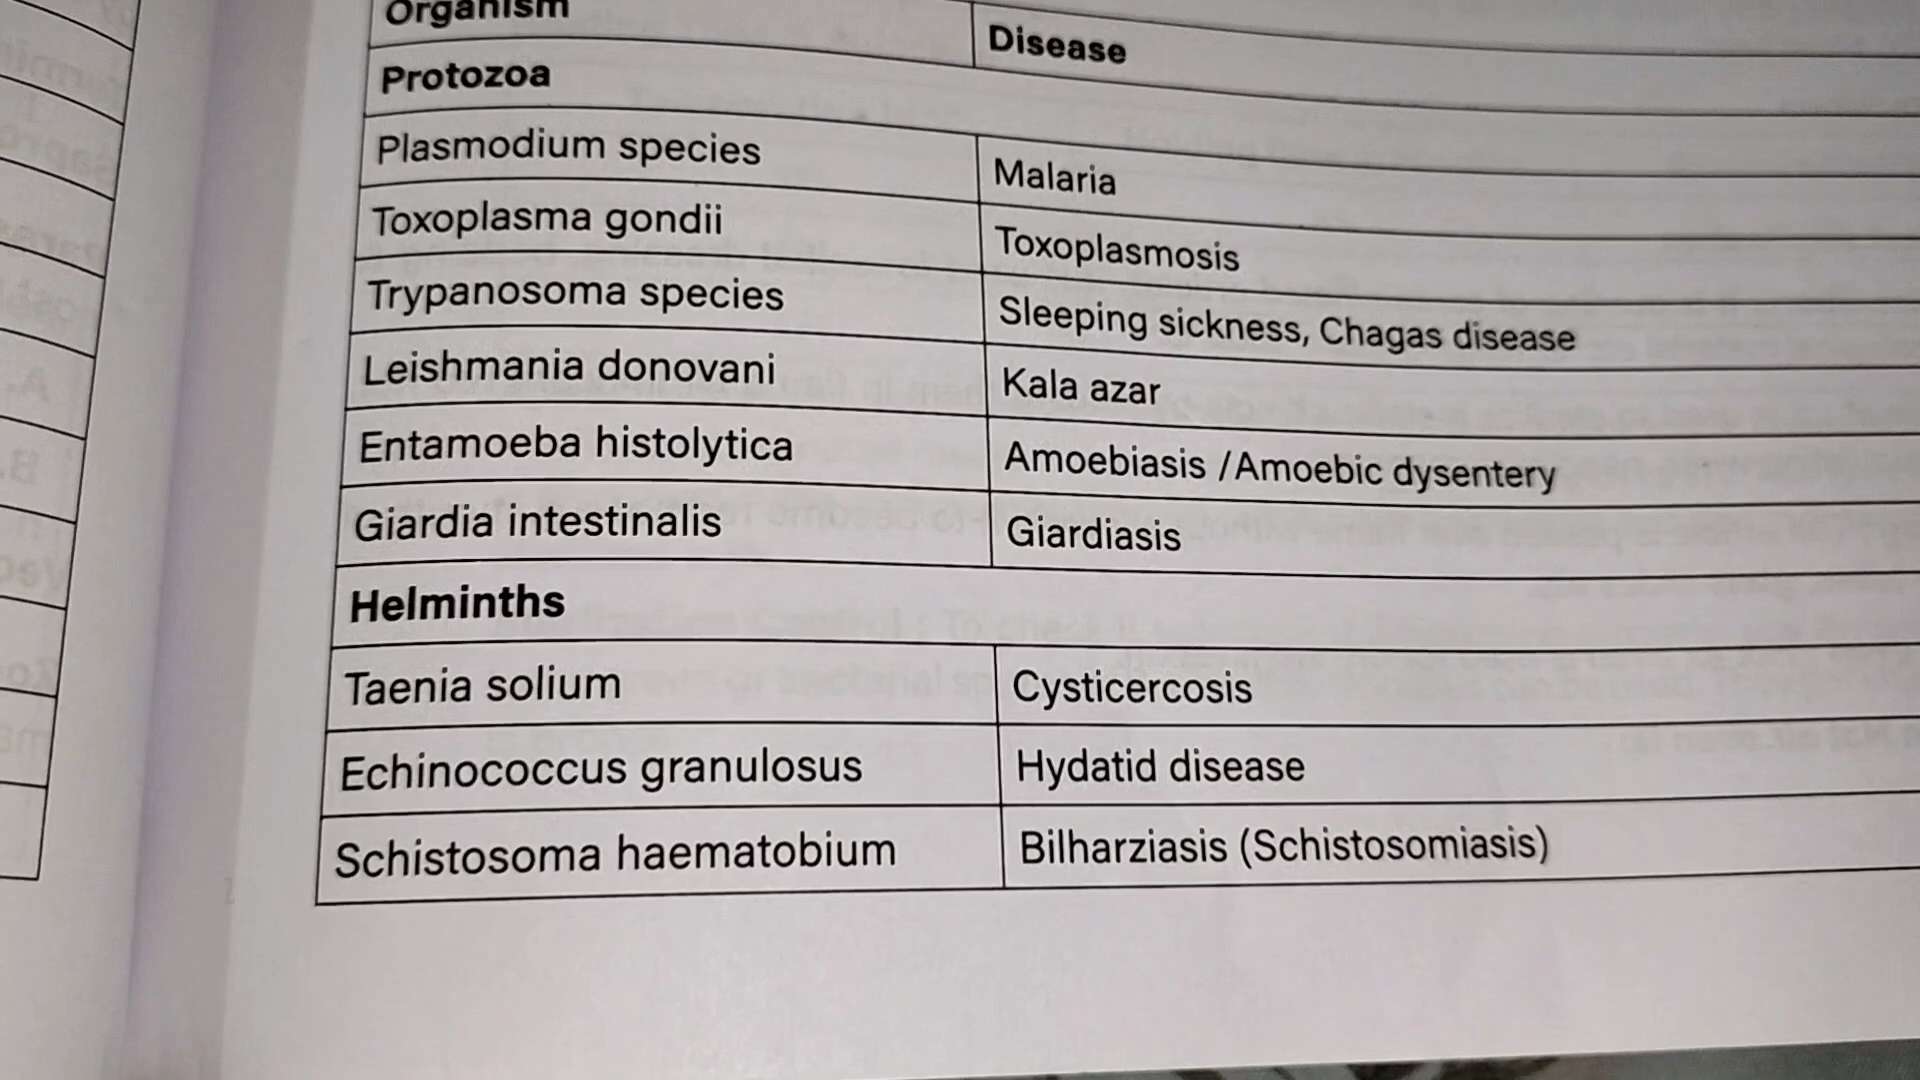 Organism Disease
Protozoa
Plasmodium species Malaria
Toxoplasma gondii Toxoplasmosis
Trypanosoma species Sleeping sickness, Chagas disease
Leishmania donovani Kala azar
Entamoeba histolytica Amoebiasis /Amoebic dysentery
Giardia intestinalis Giardiasis
Helminths
Taenia solium Cysticercosis
Echinococcus granulosus Hydatid disease
Schistosoma haematobium Bilharziasis (Schistosomiasis)